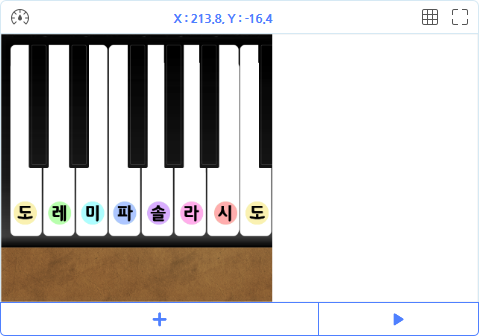 X : 213.8, Y : -16.4
도 레 미 파 솔 라 시 도